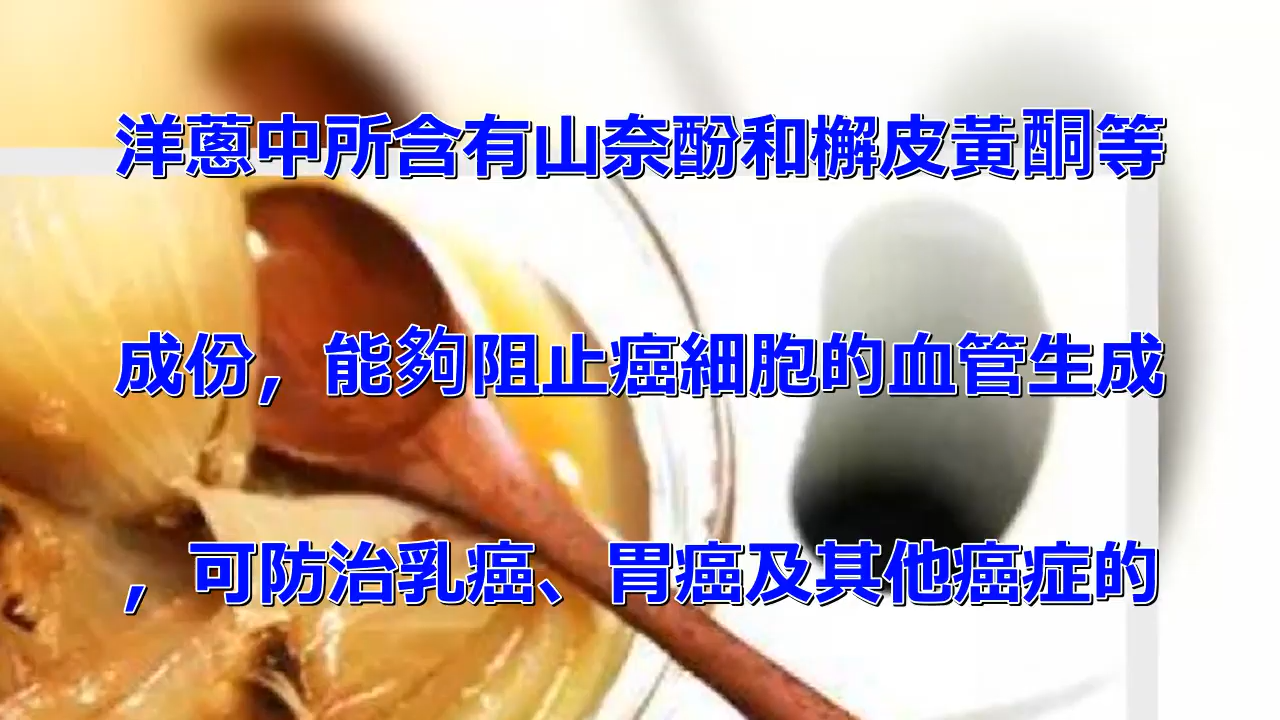 洋蔥中所含有山奈酚和檞皮黄酮等
成份，能夠阻止癌細胞的血管生成
，可防治乳癌、胃癌及其他癌症的